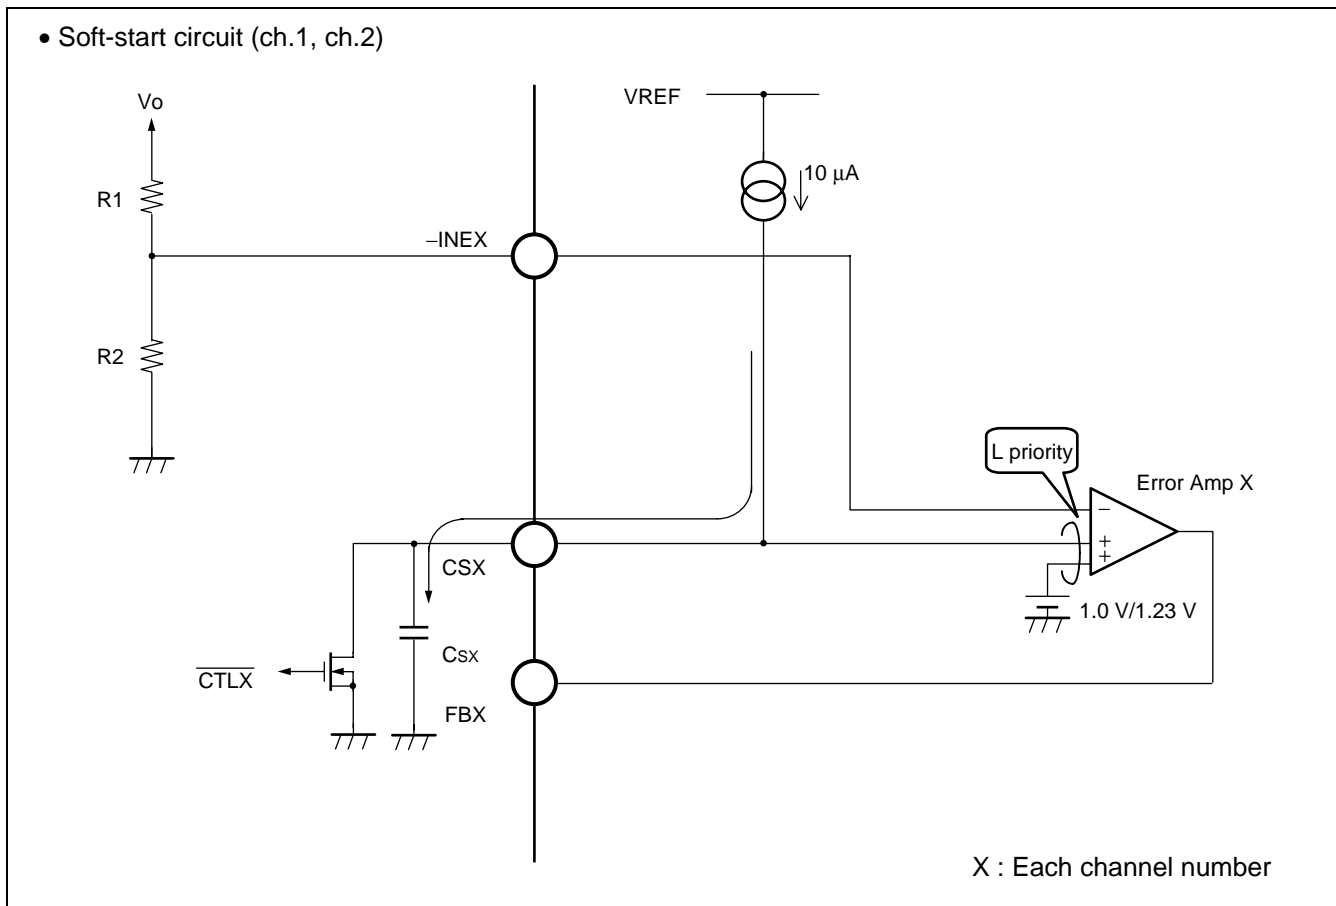 • Soft-start circuit (ch.1, ch.2)
Vo
VREF
R1
10 μA
−INEX
R2
L priority
Error Amp X
−
+
+
CSX
1.0 V/1.23 V
CSX
CTLX
FBX
X : Each channel number